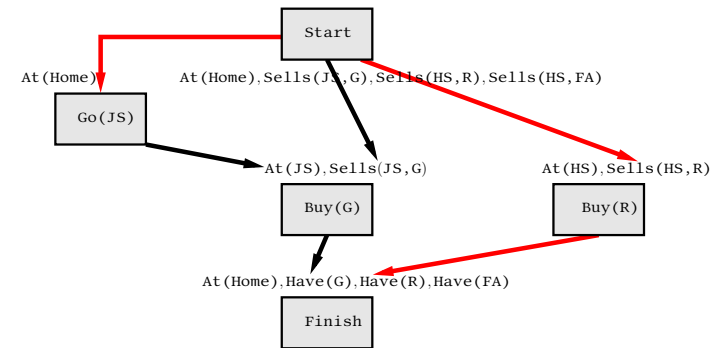 Start
At(Home) At(Home),Sells(JS,G),Sells(HS,R),Sells(HS,FA)
Go(JS)
At(JS),Sells(JS,G) At(HS),Sells(HS,R)
Buy(G) Buy(R)
At(Home),Have(G),Have(R),Have(FA)
Finish